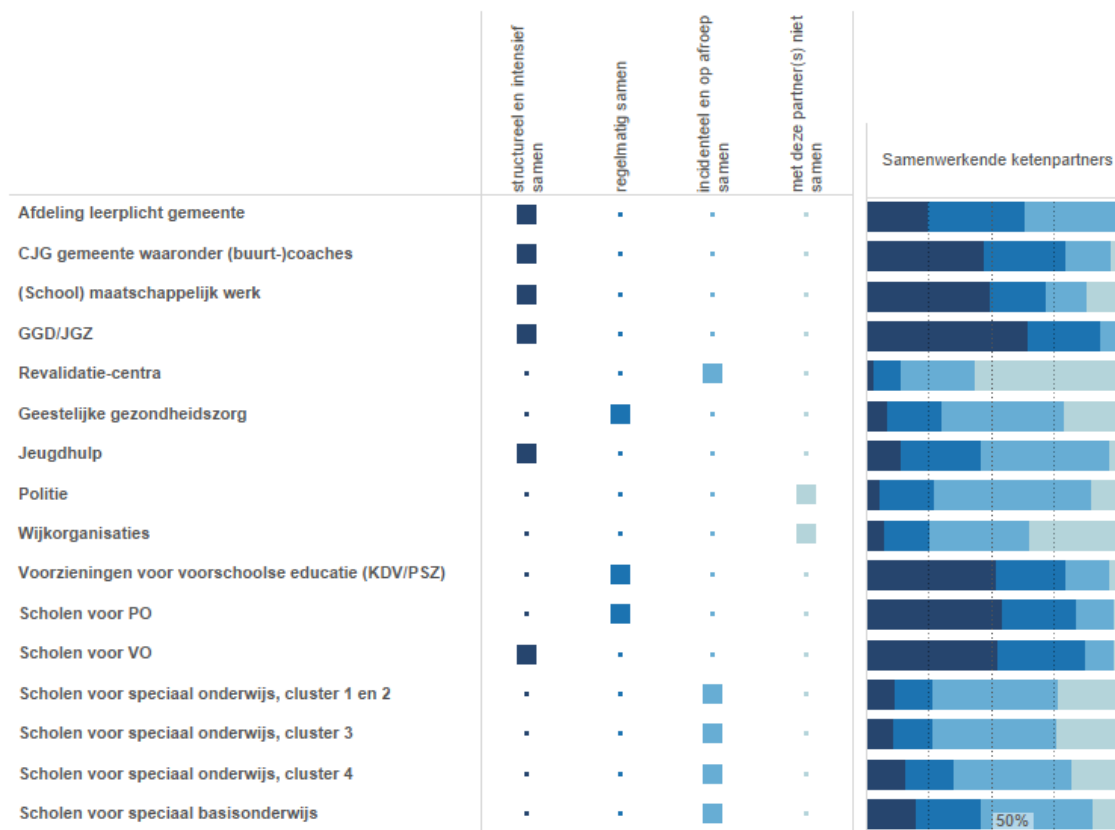 structureel en intensief
samen
regelmatig samen
incidenteel en op afroep
samen
met deze partner(s) niet
samen
Samenwerkende ketenpartners
Afdeling leerplicht gemeente
CJG gemeente waaronder (buurt-)coaches
(School) maatschappelijk werk
GGD/JGZ
Revalidatie-centra
Geestelijke gezondheidszorg
Jeugdhulp
Politie
Wijkorganisaties
Voorzieningen voor voorschoolse educatie (KDV/PSZ)
Scholen voor PO
Scholen voor VO
Scholen voor speciaal onderwijs, cluster 1 en 2
Scholen voor speciaal onderwijs, cluster 3
Scholen voor speciaal onderwijs, cluster 4
Scholen voor speciaal basisonderwijs
50%